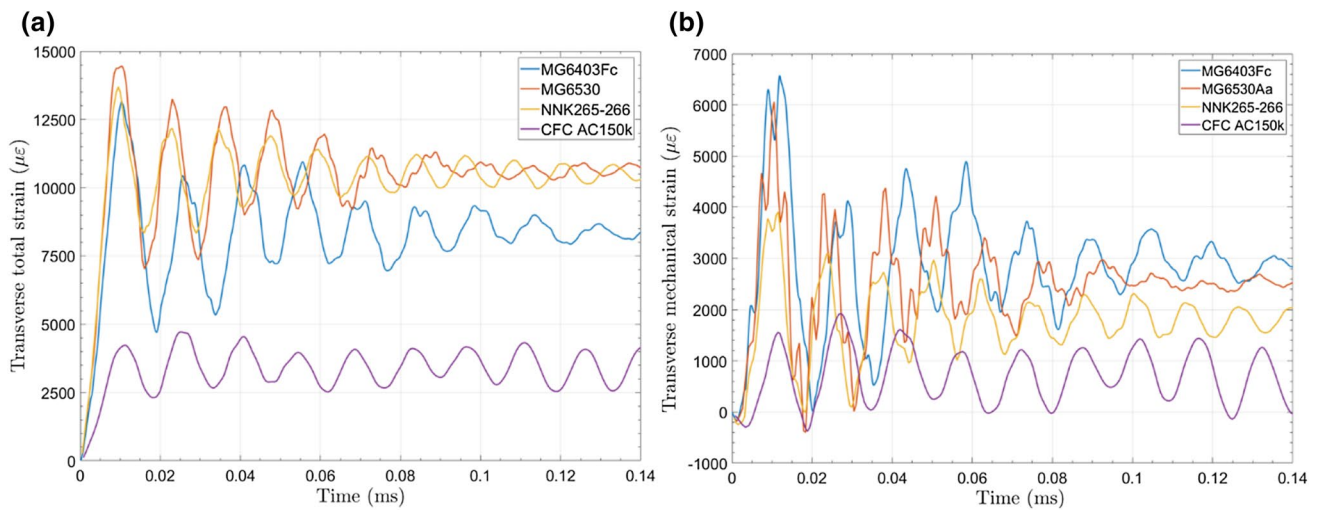 (a)
Transverse total strain (με)
15000
12500
10000
7500
5000
2500
0
0 0.02 0.04 0.06 0.08 0.1 0.12 0.14
Time (ms)
MG6403Fc
MG6530
NNK265-266
CFC AC150k
(b)
Transverse mechanical strain (με)
7000
6000
5000
4000
3000
2000
1000
0
-1000
0 0.02 0.04 0.06 0.08 0.1 0.12 0.14
Time (ms)
MG6403Fc
MG6530Aa
NNK265-266
CFC AC150k